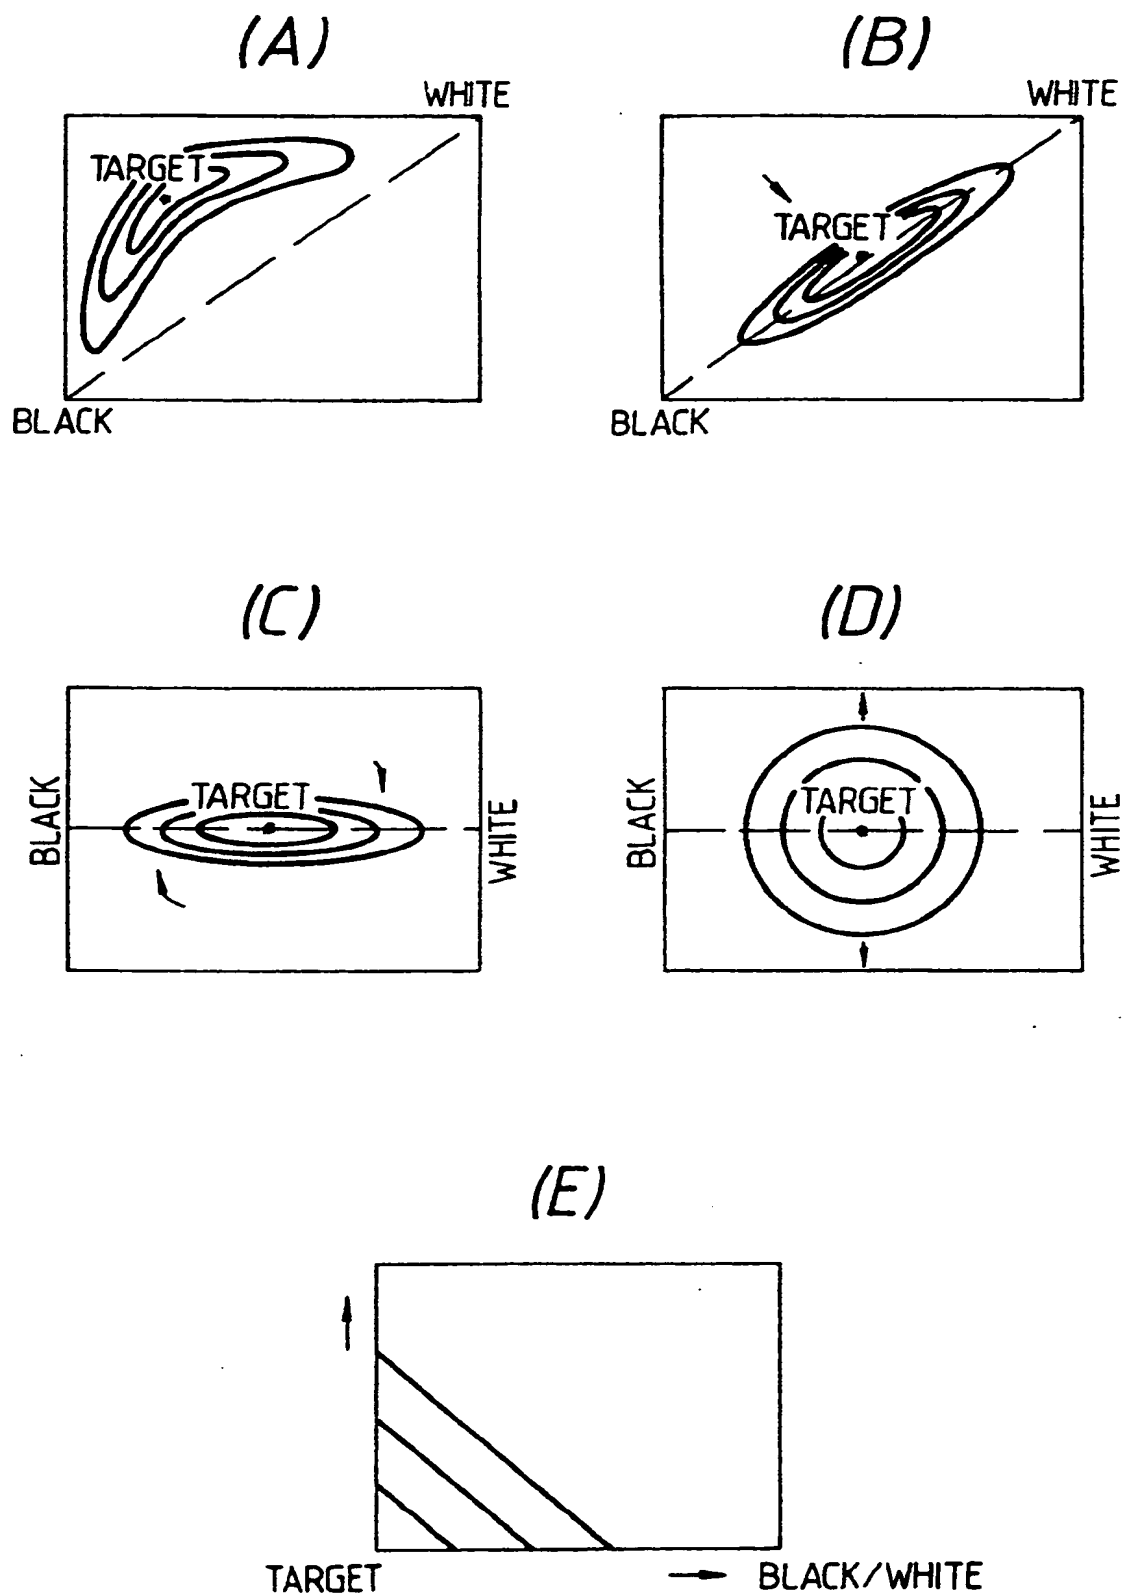 (A)
WHITE
TARGET
BLACK
(B)
WHITE
TARGET
BLACK
(C)
BLACK
TARGET
WHITE
(D)
BLACK
TARGET
WHITE
(E)
TARGET
BLACK/WHITE